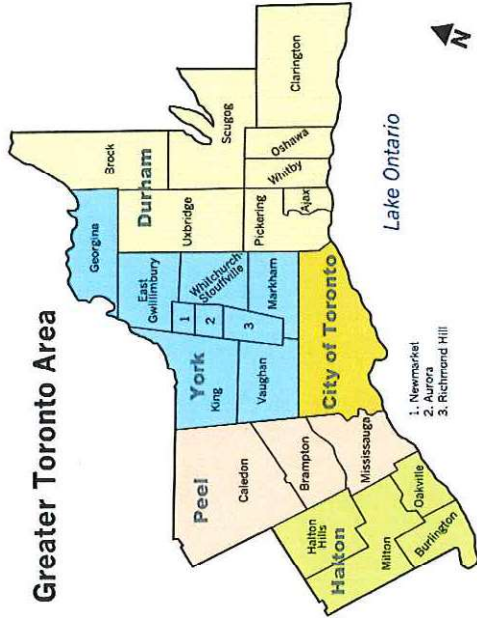 Greater Toronto Area
Georgina
Brock
Durham
York
East
Gwillimbury
Uxbridge
Scugog
King
1
2
3
Whitchurch-
Stouffville
Peel
Caledon
Vaughan
Markham
Pickering
Ajax
Whitby
Oshawa
Clarington
Brampton
City of Toronto
Halton
Hills
Halton
Mississauga
Milton
Oakville
Burlington
Lake Ontario
1. Newmarket
2. Aurora
3. Richmond Hill
N